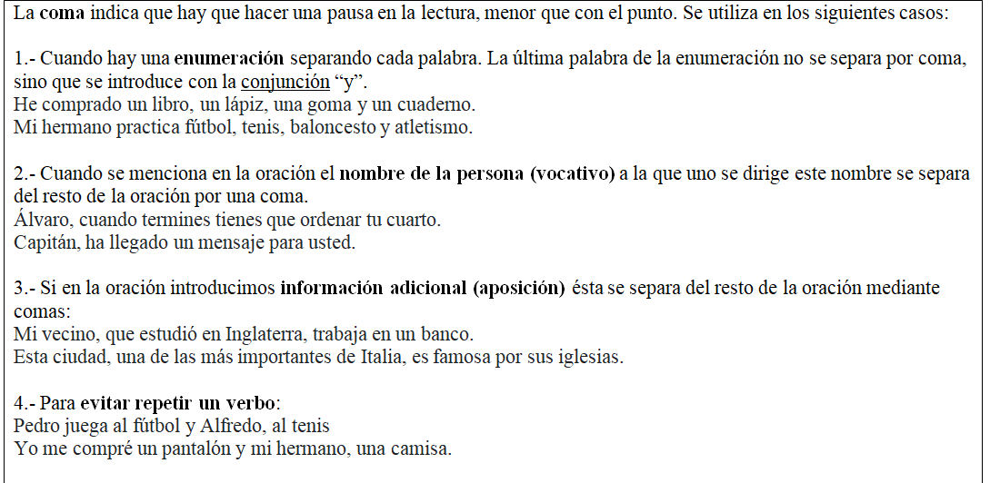 La coma indica que hay que hacer una pausa en la lectura, menor que con el punto. Se utiliza en los siguientes casos:
1.- Cuando hay una enumeración separando cada palabra. La última palabra de la enumeración no se separa por coma,
sino que se introduce con la conjunción “y”.
He comprado un libro, un lápiz, una goma y un cuaderno.
Mi hermano practica fútbol, tenis, baloncesto y atletismo.
2.- Cuando se menciona en la oración el nombre de la persona (vocativo) a la que uno se dirige este nombre se separa
del resto de la oración por una coma.
Álvaro, cuando termines tienes que ordenar tu cuarto.
Capitán, ha llegado un mensaje para usted.
3.- Si en la oración introducimos información adicional (aposición) ésta se separa del resto de la oración mediante
comas:
Mi vecino, que estudió en Inglaterra, trabaja en un banco.
Esta ciudad, una de las más importantes de Italia, es famosa por sus iglesias.
4.- Para evitar repetir un verbo:
Pedro juega al fútbol y Alfredo, al tenis
Yo me compré un pantalón y mi hermano, una camisa.